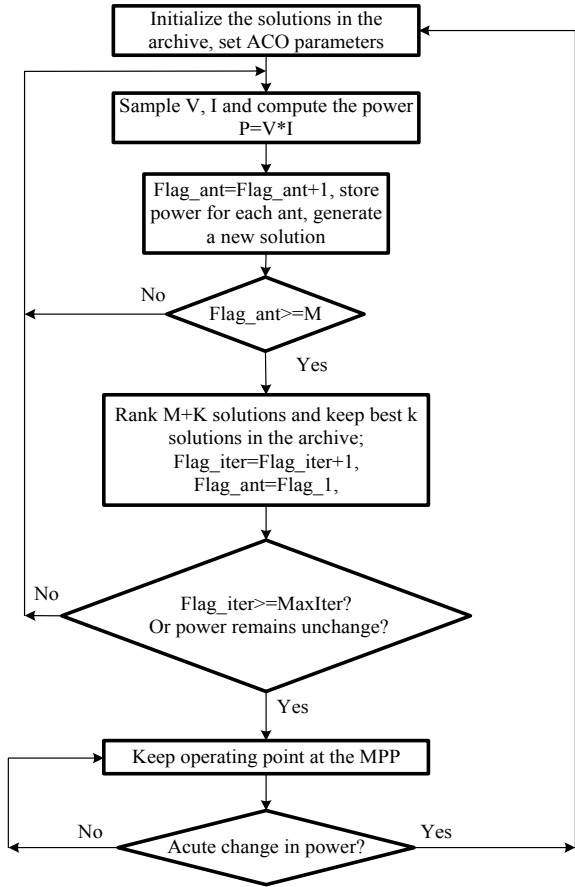 Initialize the solutions in the
archive, set ACO parameters
Sample V, I and compute the power
P=V*I
Flag_ant=Flag_ant+1, store
power for each ant, generate
a new solution
No
Flag_ant>=M
Yes
Rank M+K solutions and keep best k
solutions in the archive;
Flag_iter=Flag_iter+1,
Flag_ant=Flag_1,
No
Flag_iter>=MaxIter?
Or power remains unchange?
Yes
Keep operating point at the MPP
No
Acute change in power?
Yes